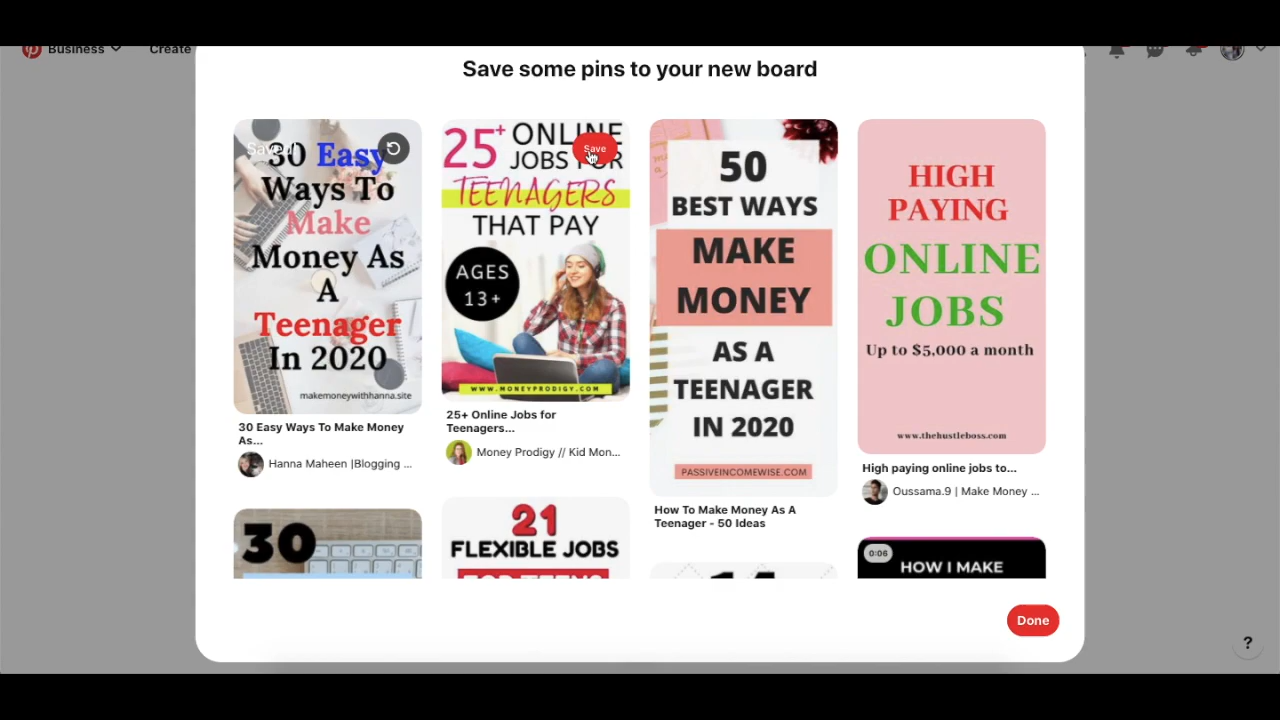 Business
Create
Save some pins to your new board
Saved!
30 Easy
Ways To
Make
Money As
A
Teenager
In 2020
makemoneywithhanna.site
30 Easy Ways To Make Money
As...
Hanna Maheen |Blogging ...
25+ ONLINE
JOBS FOR
TEENAGERS
THAT PAY
Save
AGES
13+
WWW.MONEYPRODIGY.COM
25+ Online Jobs for
Teenagers...
Money Prodigy // Kid Mon...
50
BEST WAYS
MAKE
MONEY
AS A
TEENAGER
IN 2020
PASSIVEINCOMEWISE.COM
How To Make Money As A
Teenager - 50 Ideas
HIGH
PAYING
ONLINE
JOBS
Up to $5,000 a month
www.thehustleboss.com
High paying online jobs to...
Oussama.9 | Make Money ...
30
21
FLEXIBLE JOBS
FOR TEENS
14
0:06
HOW I MAKE
Done
?